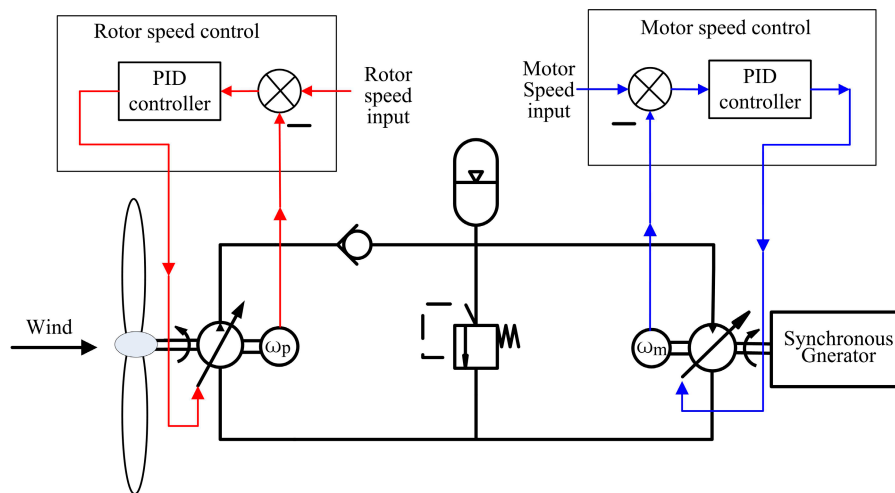 Rotor speed control
PID
controller
Rotor
speed
input
Motor speed control
Motor
Speed
input
PID
controller
Wind
ωp
ωm
Synchronous
Gnerator